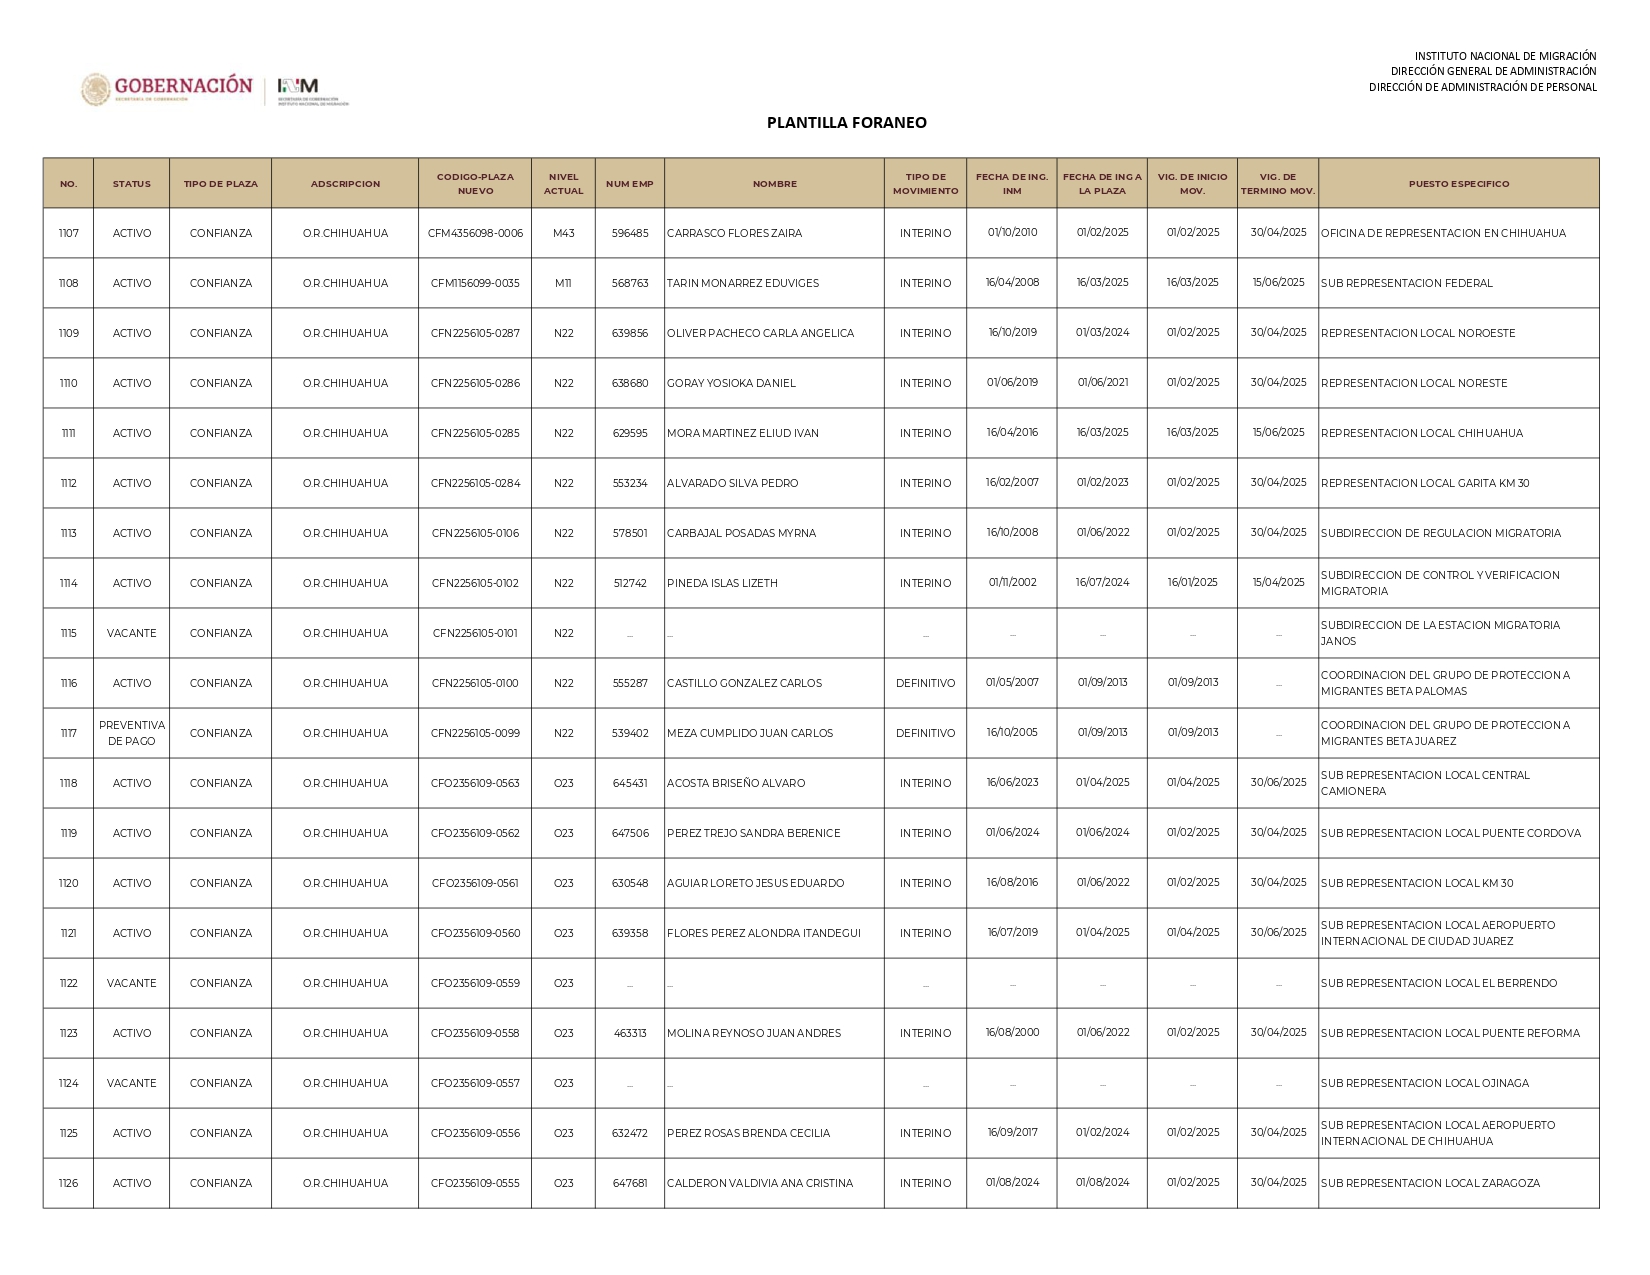 INSTITUTO NACIONAL DE MIGRACIÓN
DIRECCIÓN GENERAL DE ADMINISTRACIÓN
DIRECCIÓN DE ADMINISTRACIÓN DE PERSONAL
GOBERNACIÓN
SECRETARÍA DE GOBERNACIÓN
INM
SECRETARÍA DE GOBERNACIÓN
INSTITUTO NACIONAL DE MIGRACIÓN
PLANTILLA FORANEO
NO. STATUS TIPO DE PLAZA ADSCRIPCION CODIGO-PLAZA NUEVO NIVEL ACTUAL NUM EMP NOMBRE TIPO DE MOVIMIENTO FECHA DE ING. INM FECHA DE ING A LA PLAZA VIG. DE INICIO MOV. VIG. DE TERMINO MOV. PUESTO ESPECIFICO
1107 ACTIVO CONFIANZA O.R.CHIHUAHUA CFM4356098-0006 M43 596485 CARRASCO FLORES ZAIRA INTERINO 01/10/2010 01/02/2025 01/02/2025 30/04/2025 OFICINA DE REPRESENTACION EN CHIHUAHUA
1108 ACTIVO CONFIANZA O.R.CHIHUAHUA CFM1156099-0035 M11 568763 TARIN MONARREZ EDUVIGES INTERINO 16/04/2008 16/03/2025 16/03/2025 15/06/2025 SUB REPRESENTACION FEDERAL
1109 ACTIVO CONFIANZA O.R.CHIHUAHUA CFN2256105-0287 N22 639856 OLIVER PACHECO CARLA ANGELICA INTERINO 16/10/2019 01/03/2024 01/02/2025 30/04/2025 REPRESENTACION LOCAL NOROESTE
1110 ACTIVO CONFIANZA O.R.CHIHUAHUA CFN2256105-0286 N22 638680 GORAY YOSIOKA DANIEL INTERINO 01/06/2019 01/06/2021 01/02/2025 30/04/2025 REPRESENTACION LOCAL NORESTE
1111 ACTIVO CONFIANZA O.R.CHIHUAHUA CFN2256105-0285 N22 629595 MORA MARTINEZ ELIUD IVAN INTERINO 16/04/2016 16/03/2025 16/03/2025 15/06/2025 REPRESENTACION LOCAL CHIHUAHUA
1112 ACTIVO CONFIANZA O.R.CHIHUAHUA CFN2256105-0284 N22 553234 ALVARADO SILVA PEDRO INTERINO 16/02/2007 01/02/2023 01/02/2025 30/04/2025 REPRESENTACION LOCAL GARITA KM 30
1113 ACTIVO CONFIANZA O.R.CHIHUAHUA CFN2256105-0106 N22 578501 CARBAJAL POSADAS MYRNA INTERINO 16/10/2008 01/06/2022 01/02/2025 30/04/2025 SUBDIRECCION DE REGULACION MIGRATORIA
1114 ACTIVO CONFIANZA O.R.CHIHUAHUA CFN2256105-0102 N22 512742 PINEDA ISLAS LIZETH INTERINO 01/11/2002 16/07/2024 16/01/2025 15/04/2025 SUBDIRECCION DE CONTROL Y VERIFICACION MIGRATORIA
1115 VACANTE CONFIANZA O.R.CHIHUAHUA CFN2256105-0101 N22 ... ... ... ... ... ... ... SUBDIRECCION DE LA ESTACION MIGRATORIA JANOS
1116 ACTIVO CONFIANZA O.R.CHIHUAHUA CFN2256105-0100 N22 555287 CASTILLO GONZALEZ CARLOS DEFINITIVO 01/05/2007 01/09/2013 01/09/2013 ... COORDINACION DEL GRUPO DE PROTECCION A MIGRANTES BETA PALOMAS
1117 PREVENTIVA DE PAGO CONFIANZA O.R.CHIHUAHUA CFN2256105-0099 N22 539402 MEZA CUMPLIDO JUAN CARLOS DEFINITIVO 16/10/2005 01/09/2013 01/09/2013 ... COORDINACION DEL GRUPO DE PROTECCION A MIGRANTES BETA JUAREZ
1118 ACTIVO CONFIANZA O.R.CHIHUAHUA CFO2356109-0563 O23 645431 ACOSTA BRISEÑO ALVARO INTERINO 16/06/2023 01/04/2025 01/04/2025 30/06/2025 SUB REPRESENTACION LOCAL CENTRAL CAMIONERA
1119 ACTIVO CONFIANZA O.R.CHIHUAHUA CFO2356109-0562 O23 647506 PEREZ TREJO SANDRA BERENICE INTERINO 01/06/2024 01/06/2024 01/02/2025 30/04/2025 SUB REPRESENTACION LOCAL PUENTE CORDOVA
1120 ACTIVO CONFIANZA O.R.CHIHUAHUA CFO2356109-0561 O23 630548 AGUIAR LORETO JESUS EDUARDO INTERINO 16/08/2016 01/06/2022 01/02/2025 30/04/2025 SUB REPRESENTACION LOCAL KM 30
1121 ACTIVO CONFIANZA O.R.CHIHUAHUA CFO2356109-0560 O23 639358 FLORES PEREZ ALONDRA ITANDEGUI INTERINO 16/07/2019 01/04/2025 01/04/2025 30/06/2025 SUB REPRESENTACION LOCAL AEROPUERTO INTERNACIONAL DE CIUDAD JUAREZ
1122 VACANTE CONFIANZA O.R.CHIHUAHUA CFO2356109-0559 O23 ... ... ... ... ... ... ... SUB REPRESENTACION LOCAL EL BERRENDO
1123 ACTIVO CONFIANZA O.R.CHIHUAHUA CFO2356109-0558 O23 463313 MOLINA REYNOSO JUAN ANDRES INTERINO 16/08/2000 01/06/2022 01/02/2025 30/04/2025 SUB REPRESENTACION LOCAL PUENTE REFORMA
1124 VACANTE CONFIANZA O.R.CHIHUAHUA CFO2356109-0557 O23 ... ... ... ... ... ... ... SUB REPRESENTACION LOCAL OJINAGA
1125 ACTIVO CONFIANZA O.R.CHIHUAHUA CFO2356109-0556 O23 632472 PEREZ ROSAS BRENDA CECILIA INTERINO 16/09/2017 01/02/2024 01/02/2025 30/04/2025 SUB REPRESENTACION LOCAL AEROPUERTO INTERNACIONAL DE CHIHUAHUA
1126 ACTIVO CONFIANZA O.R.CHIHUAHUA CFO2356109-0555 O23 647681 CALDERON VALDIVIA ANA CRISTINA INTERINO 01/08/2024 01/08/2024 01/02/2025 30/04/2025 SUB REPRESENTACION LOCAL ZARAGOZA